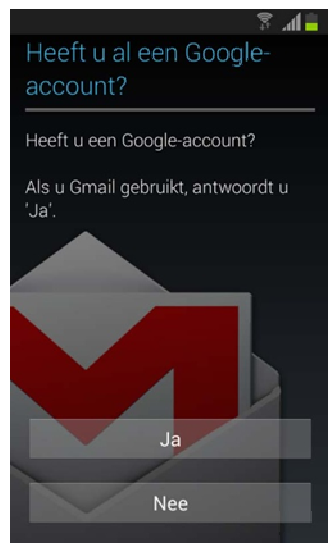 Heeft u al een Google-
account?
Heeft u een Google-account?
Als u Gmail gebruikt, antwoordt u
'Ja'.
Ja
Nee